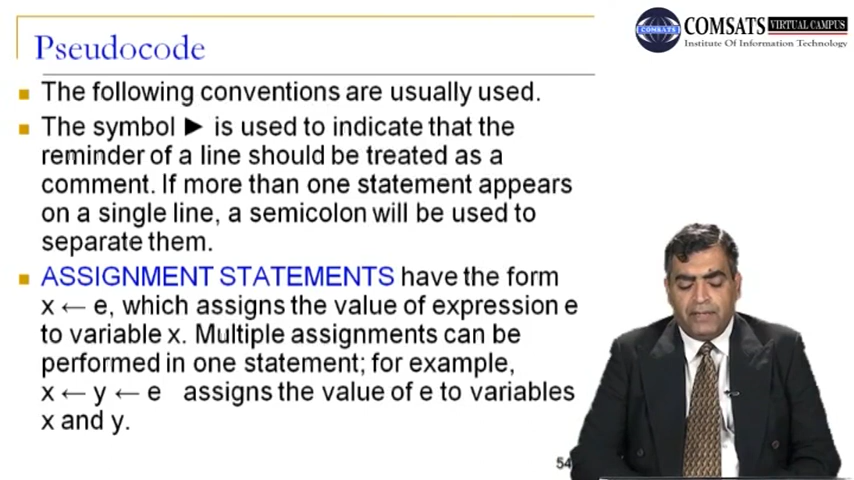 Pseudocode
COMSATS VIRTUAL CAMPUS
Institute Of Information Technology
COMSATS
The following conventions are usually used.
The symbol ► is used to indicate that the
reminder of a line should be treated as a
comment. If more than one statement appears
on a single line, a semicolon will be used to
separate them.
ASSIGNMENT STATEMENTS have the form
x ← e, which assigns the value of expression e
to variable x. Multiple assignments can be
performed in one statement; for example,
x ← y ← e assigns the value of e to variables
x and y.
54